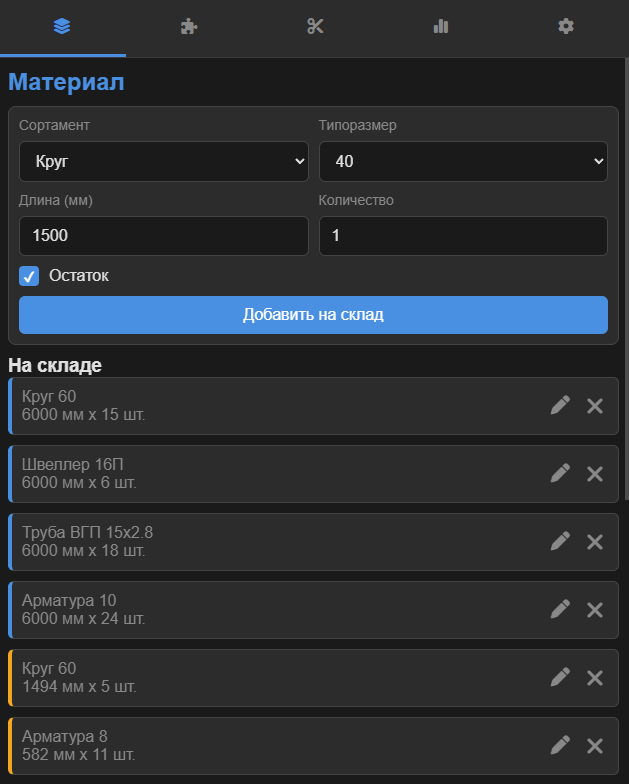 Материал
Сортамент
Типоразмер
Круг
40
Длина (мм)
Количество
1500
1
Остаток
Добавить на склад
На складе
Круг 60
6000 мм x 15 шт.
Швеллер 16П
6000 мм x 6 шт.
Труба ВГП 15x2.8
6000 мм x 18 шт.
Арматура 10
6000 мм x 24 шт.
Круг 60
1494 мм x 5 шт.
Арматура 8
582 мм x 11 шт.